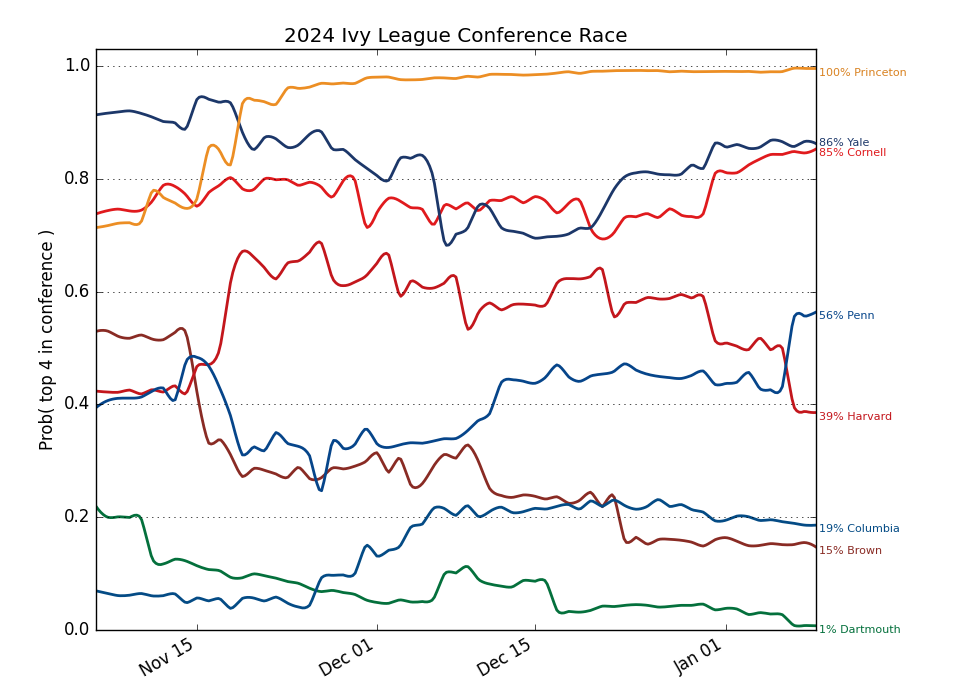 2024 Ivy League Conference Race
Prob( top 4 in conference )
1.0
0.8
0.6
0.4
0.2
0.0
Nov 15
Dec 01
Dec 15
Jan 01
100% Princeton
86% Yale
85% Cornell
56% Penn
39% Harvard
19% Columbia
15% Brown
1% Dartmouth